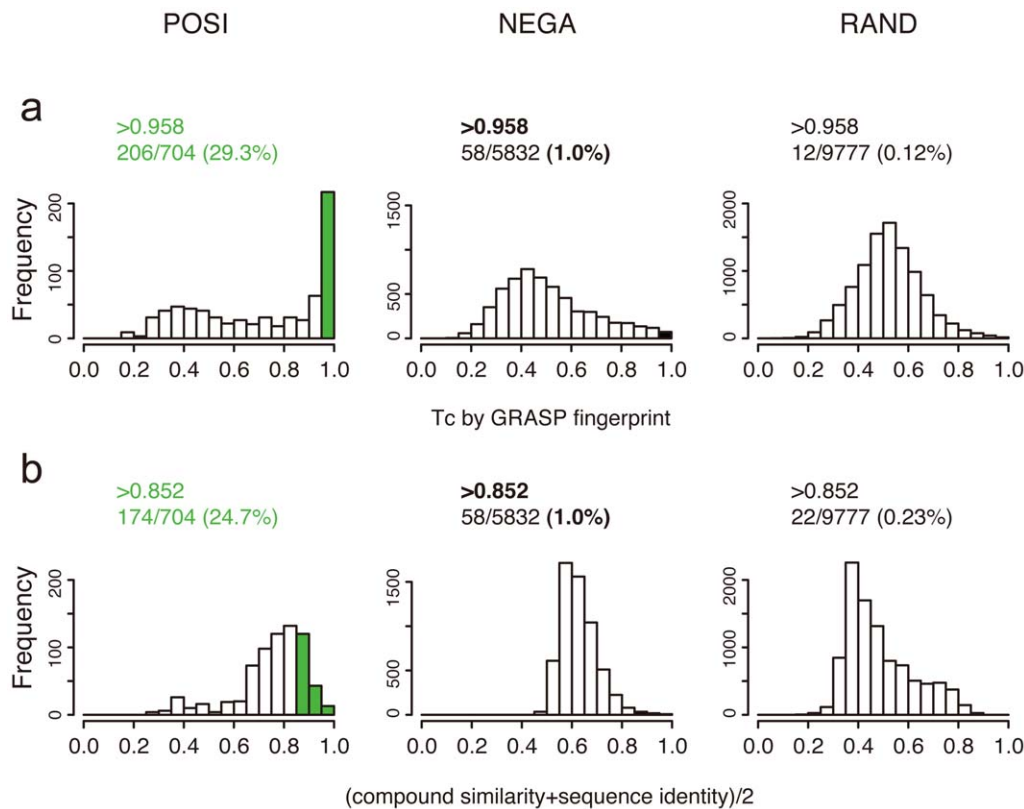 POSI NEGA RAND
a
>0.958 >0.958 >0.958
206/704 (29.3%) 58/5832 (1.0%) 12/9777 (0.12%)
Frequency
0 100 200
0 500 1500
0 1000 2000
0.0 0.2 0.4 0.6 0.8 1.0 0.0 0.2 0.4 0.6 0.8 1.0 0.0 0.2 0.4 0.6 0.8 1.0
Tc by GRASP fingerprint
b
>0.852 >0.852 >0.852
174/704 (24.7%) 58/5832 (1.0%) 22/9777 (0.23%)
Frequency
0 100 200
0 500 1500
0 1000 2000
0.0 0.2 0.4 0.6 0.8 1.0 0.0 0.2 0.4 0.6 0.8 1.0 0.0 0.2 0.4 0.6 0.8 1.0
(compound similarity+sequence identity)/2